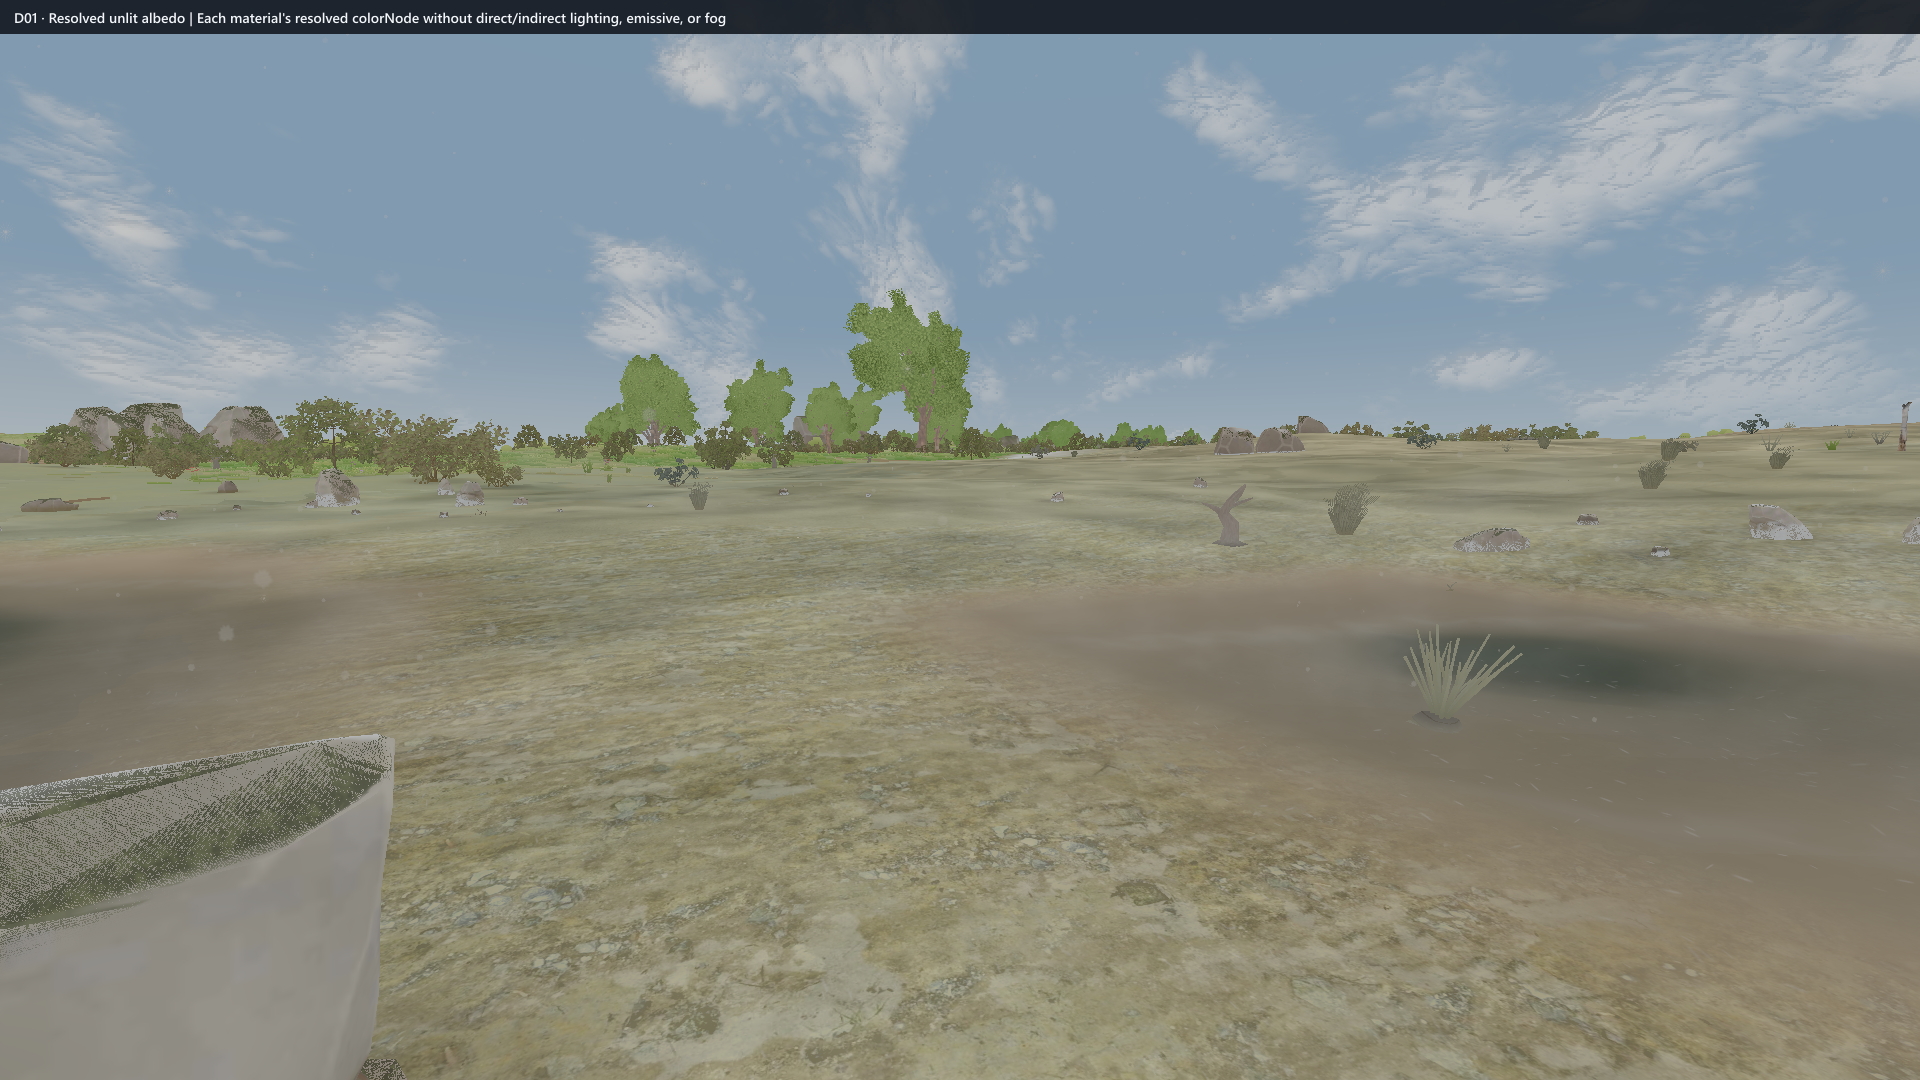 D01 · Resolved unlit albedo | Each material's resolved colorNode without direct/indirect lighting, emissive, or fog